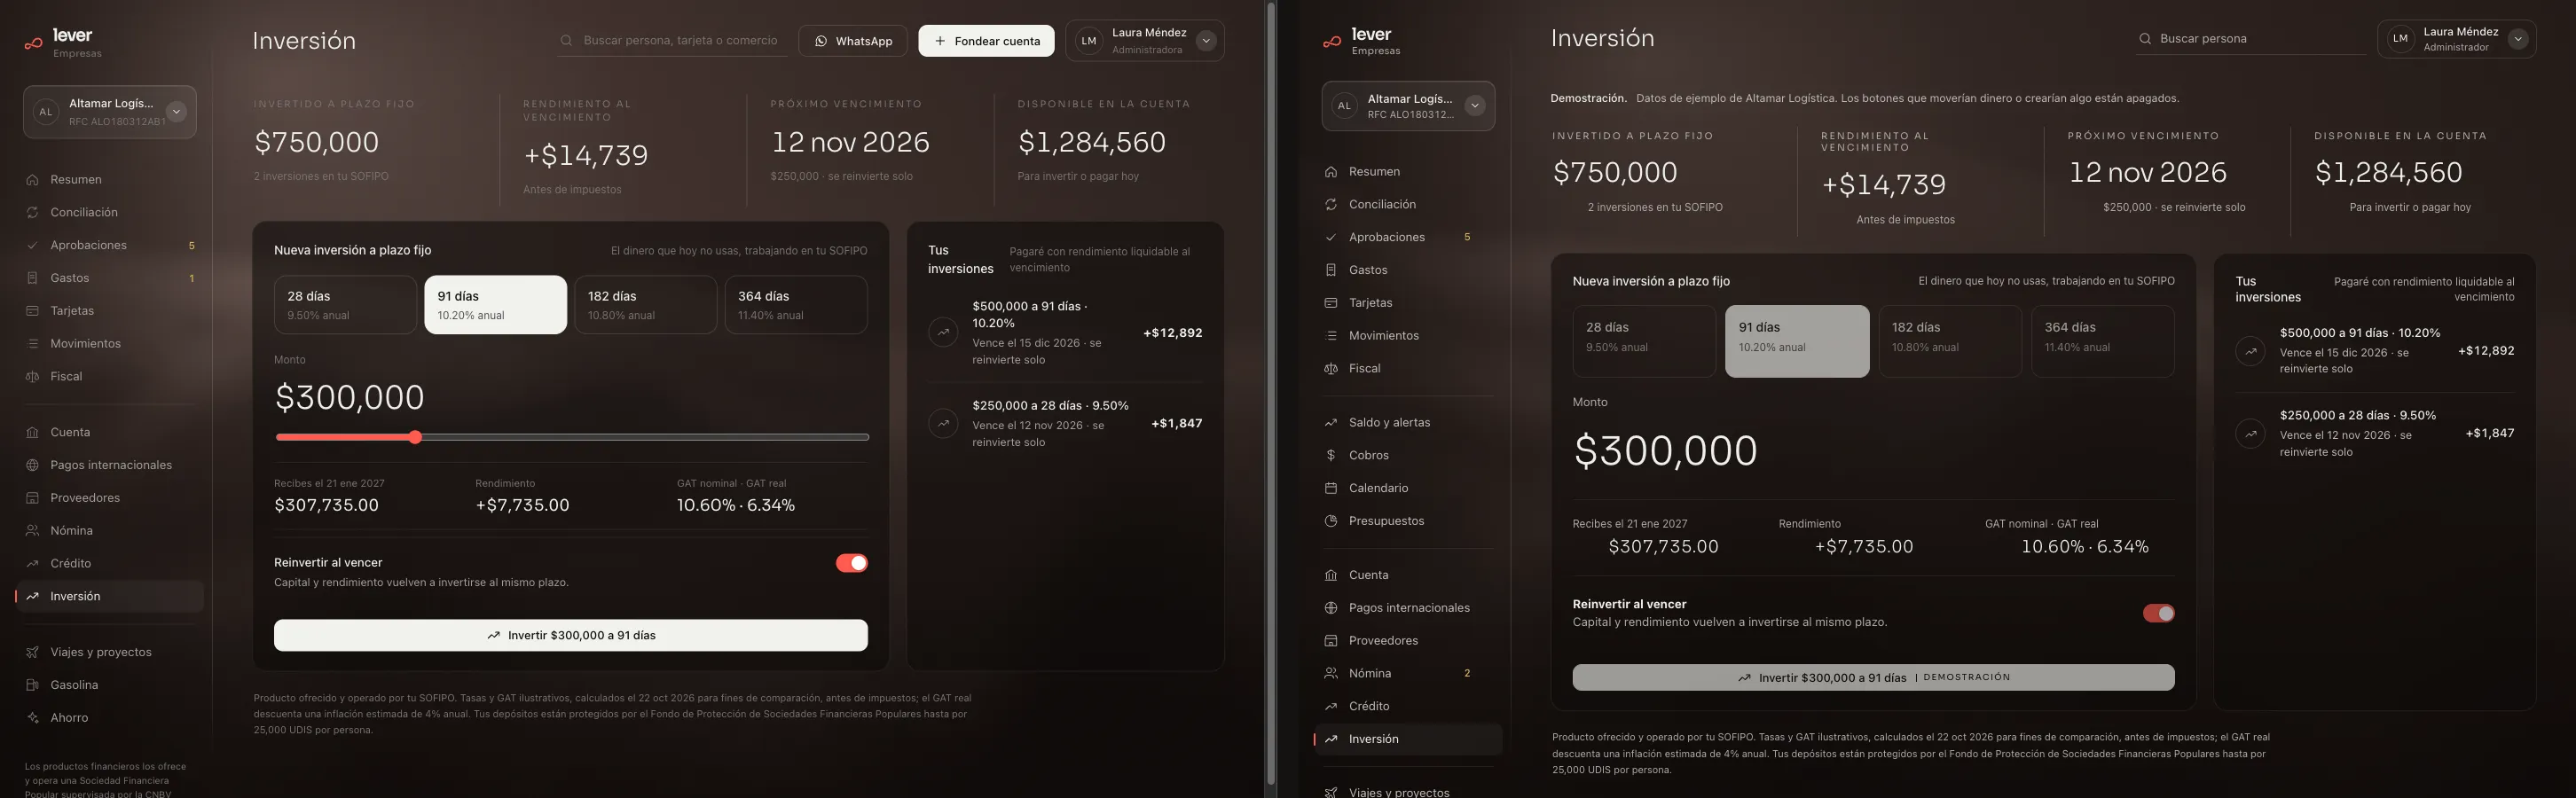 lever
Empresas
AL
Altamar Logís...
RFC ALO180312AB1
Resumen
Conciliación
Aprobaciones 5
Gastos 1
Tarjetas
Movimientos
Fiscal
Cuenta
Pagos internacionales
Proveedores
Nómina
Crédito
Inversión
Viajes y proyectos
Gasolina
Ahorro
Los productos financieros los ofrece
y opera una Sociedad Financiera
Popular supervisada por la CNBV
Inversión
Buscar persona, tarjeta o comercio
WhatsApp
+ Fondear cuenta
LM
Laura Méndez
Administradora
INVERTIDO A PLAZO FIJO
$750,000
2 inversiones en tu SOFIPO
RENDIMIENTO AL
VENCIMIENTO
+$14,739
Antes de impuestos
PRÓXIMO VENCIMIENTO
12 nov 2026
$250,000 · se reinvierte solo
DISPONIBLE EN LA CUENTA
$1,284,560
Para invertir o pagar hoy
Nueva inversión a plazo fijo
El dinero que hoy no usas, trabajando en tu SOFIPO
28 días
9.50% anual
91 días
10.20% anual
182 días
10.80% anual
364 días
11.40% anual
Monto
$300,000
Recibes el 21 ene 2027
$307,735.00
Rendimiento
+$7,735.00
GAT nominal · GAT real
10.60% · 6.34%
Reinvertir al vencer
Capital y rendimiento vuelven a invertirse al mismo plazo.
Invertir $300,000 a 91 días
Tus
inversiones
Pagaré con rendimiento liquidable al
vencimiento
$500,000 a 91 días ·
10.20%
Vence el 15 dic 2026 · se
reinvierte solo
+$12,892
$250,000 a 28 días · 9.50%
Vence el 12 nov 2026 · se
reinvierte solo
+$1,847
Producto ofrecido y operado por tu SOFIPO. Tasas y GAT ilustrativos, calculados el 22 oct 2026 para fines de comparación, antes de impuestos; el GAT real
descuenta una inflación estimada de 4% anual. Tus depósitos están protegidos por el Fondo de Protección de Sociedades Financieras Populares hasta por
25,000 UDIS por persona.
lever
Empresas
AL
Altamar Logís...
RFC ALO180312...
Resumen
Conciliación
Aprobaciones 5
Gastos
Tarjetas
Movimientos
Fiscal
Saldo y alertas
Cobros
Calendario
Presupuestos
Cuenta
Pagos internacionales
Proveedores
Nómina 2
Crédito
Inversión
Viajes y proyectos
Inversión
Buscar persona
LM
Laura Méndez
Administrador
Demostración. Datos de ejemplo de Altamar Logística. Los botones que moverían dinero o crearían algo están apagados.
INVERTIDO A PLAZO FIJO
$750,000
2 inversiones en tu SOFIPO
RENDIMIENTO AL
VENCIMIENTO
+$14,739
Antes de impuestos
PRÓXIMO VENCIMIENTO
12 nov 2026
$250,000 · se reinvierte solo
DISPONIBLE EN LA CUENTA
$1,284,560
Para invertir o pagar hoy
Nueva inversión a plazo fijo
El dinero que hoy no usas, trabajando en tu SOFIPO
28 días
9.50% anual
91 días
10.20% anual
182 días
10.80% anual
364 días
11.40% anual
Monto
$300,000
Recibes el 21 ene 2027
$307,735.00
Rendimiento
+$7,735.00
GAT nominal · GAT real
10.60% · 6.34%
Reinvertir al vencer
Capital y rendimiento vuelven a invertirse al mismo plazo.
Invertir $300,000 a 91 días | DEMOSTRACIÓN
Tus
inversiones
Pagaré con rendimiento liquidable al
vencimiento
$500,000 a 91 días · 10.20%
Vence el 15 dic 2026 · se
reinvierte solo
+$12,892
$250,000 a 28 días · 9.50%
Vence el 12 nov 2026 · se
reinvierte solo
+$1,847
Producto ofrecido y operado por tu SOFIPO. Tasas y GAT ilustrativos, calculados el 22 oct 2026 para fines de comparación, antes de impuestos; el GAT real
descuenta una inflación estimada de 4% anual. Tus depósitos están protegidos por el Fondo de Protección de Sociedades Financieras Populares hasta por
25,000 UDIS por persona.